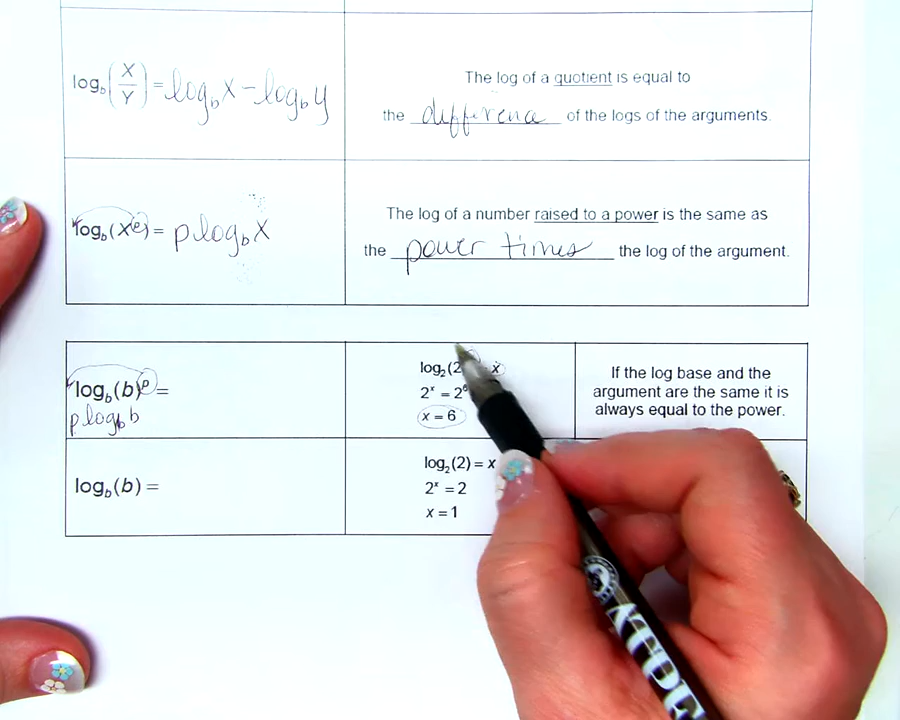 log_b(X/Y) = log_b x - log_b y
The log of a quotient is equal to
the difference of the logs of the arguments.
log_b(X^p) = p log_b X
The log of a number raised to a power is the same as
the power times the log of the argument.
log_b(b)^p =
p log_b b
log₂(2 x
2^x = 2^6
x = 6
If the log base and the
argument are the same it is
always equal to the power.
log_b(b) =
log₂(2) = x
2^x = 2
x = 1